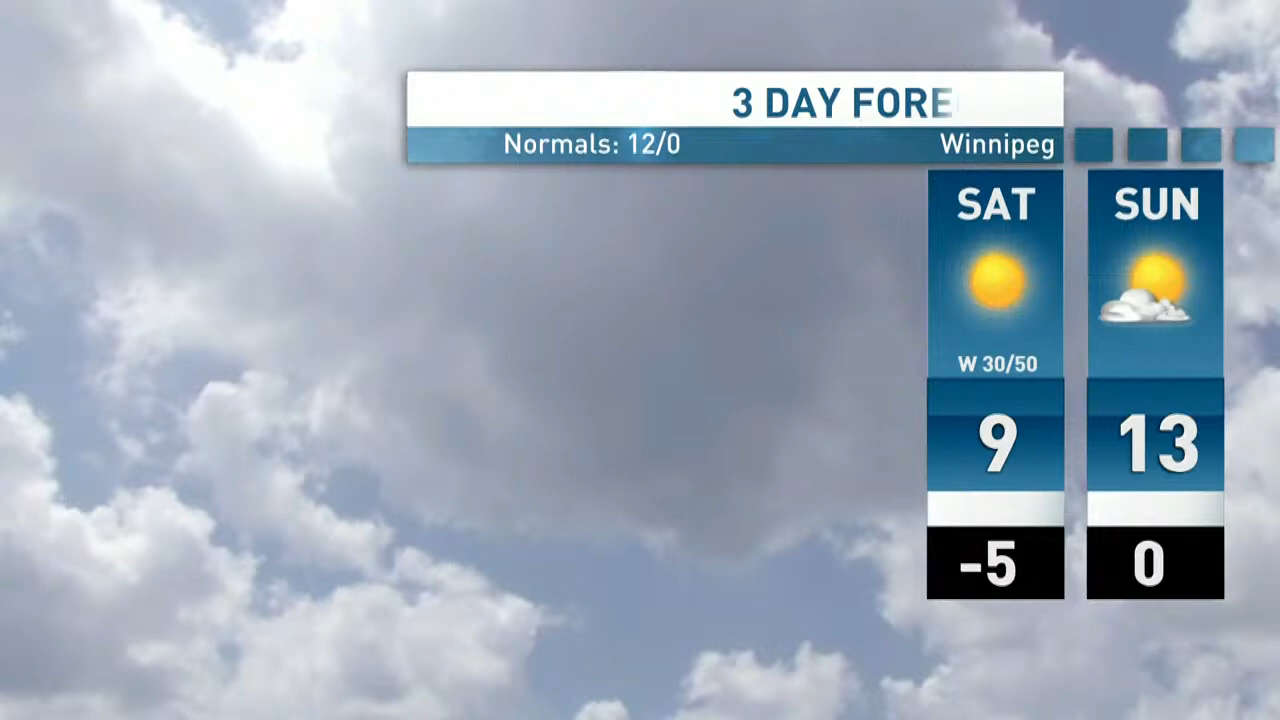 3 DAY FORE
Normals: 12/0 Winnipeg
SAT SUN
W 30/50
9 13
-5 0